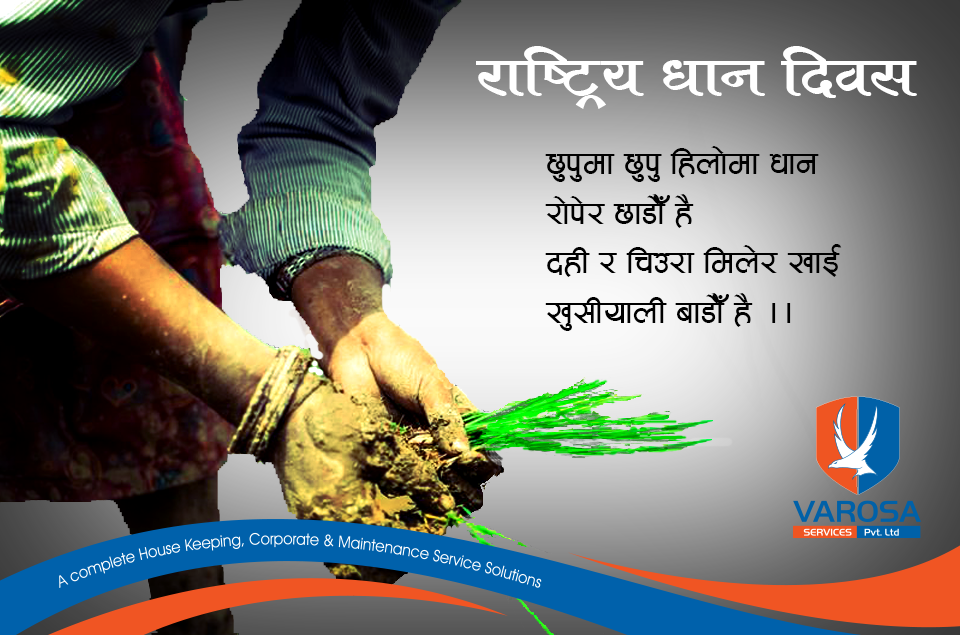 राष्ट्रिय धान दिवस
छुपुमा छुपु हिलोमा धान
रोपेर छाडौँ है
दही र चिउरा मिलेर खाई
खुसीयाली बाडौँ है ।।
VAROSA
SERVICES Pvt. Ltd
A complete House Keeping, Corporate & Maintenance Service Solutions